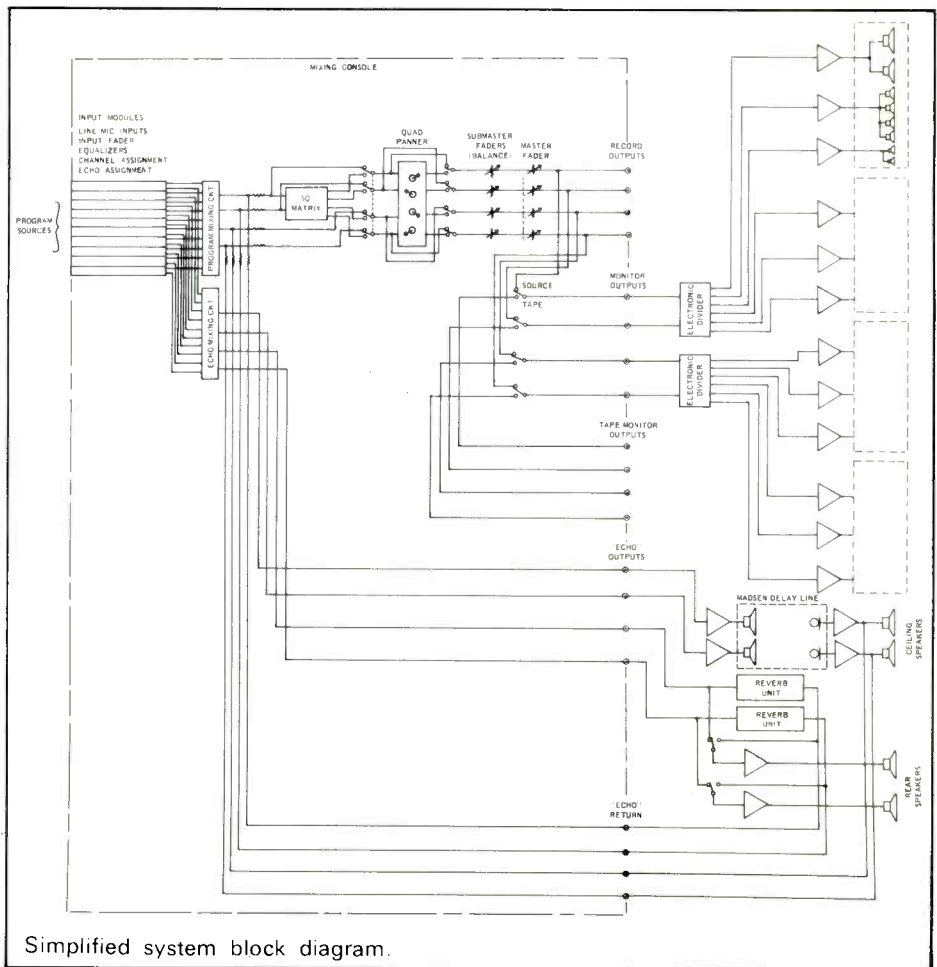 MIXING CONSOLE
INPUT MODULES
LINE MIC INPUTS
INPUT FADER
EQUALIZERS
CHANNEL ASSIGNMENT
ECHO ASSIGNMENT
PROGRAM
SOURCES
PROGRAM MIXING CKT
ECHO MIXING CKT
SQ
MATRIX
QUAD
PANNER
SUBMASTER
FADERS
(BALANCE)
MASTER
FADER
RECORD
OUTPUTS
SOURCE
TAPE
MONITOR
OUTPUTS
ELECTRONIC
DIVIDER
ELECTRONIC
DIVIDER
TAPE MONITOR
OUTPUTS
"ECHO"
OUTPUTS
MADSEN DELAY LINE
CEILING
SPEAKERS
REVERB
UNIT
REVERB
UNIT
REAR
SPEAKERS
"ECHO"
RETURN
Simplified system block diagram.